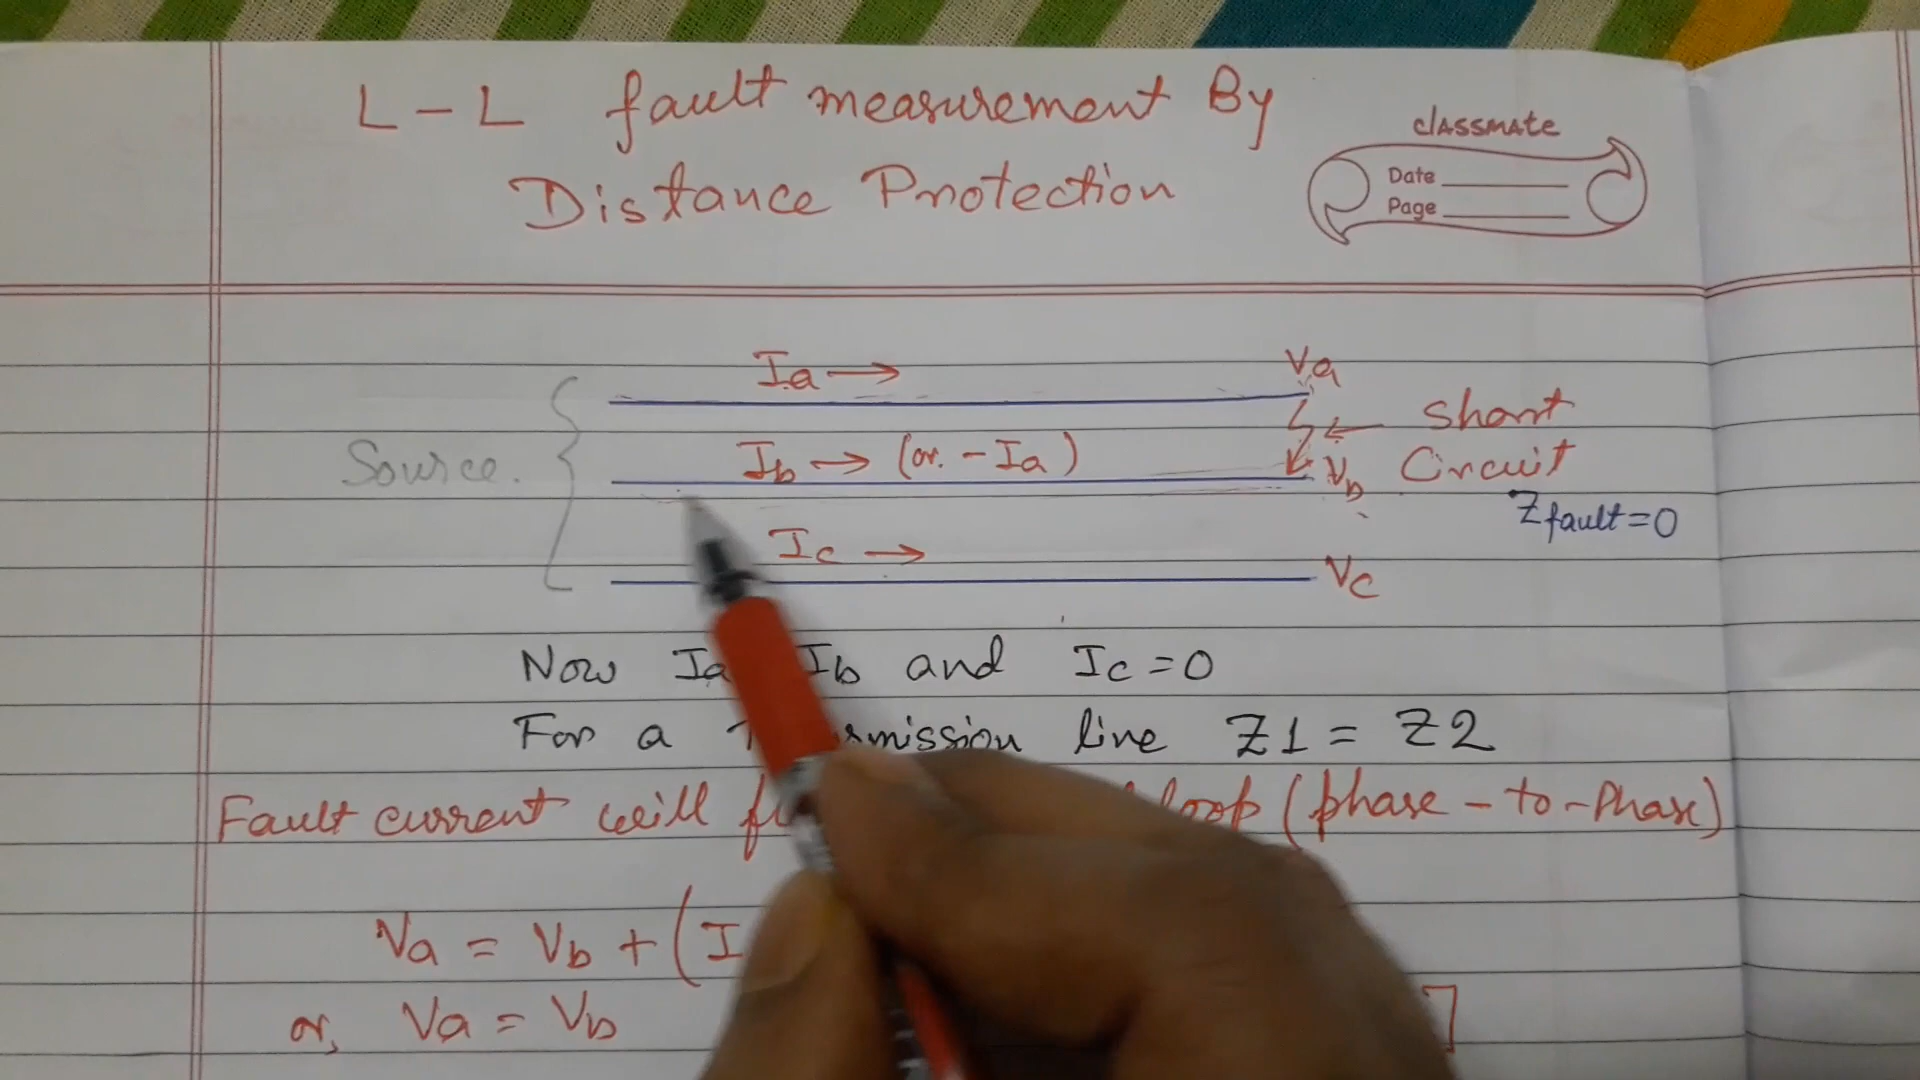 L - L fault measurement By
Distance Protection
classmate
Date
Page
Ia → Va
Short
Ib → (or. - Ia) Vb Circuit
Source.
Zfault=0
Ic → Vc
Now Ia Ib and Ic=0
For a line Z1 = Z2
Fault current will loop (phase-to-Phase)
Va = Vb + (I
or, Va = Vb ]